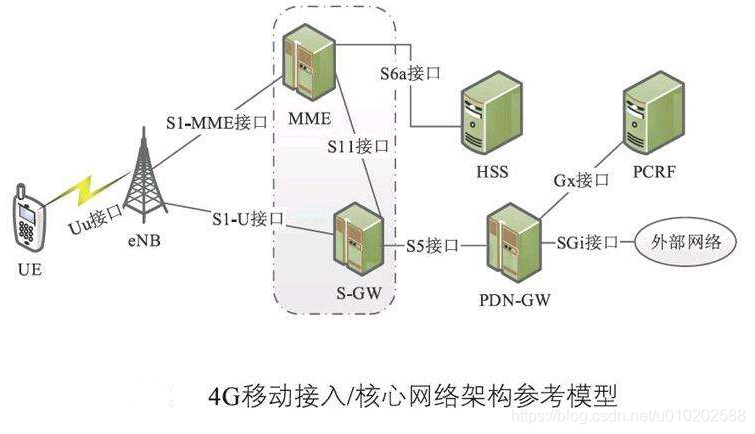 MME
S6a接口
HSS
PCRF
S1-MME接口
S11接口
Gx接口
Uu接口
UE
eNB
S1-U接口
S-GW
S5接口
PDN-GW
SGi接口
外部网络
4G移动接入/核心网络架构参考模型
https://blog.csdn.net/u010202588